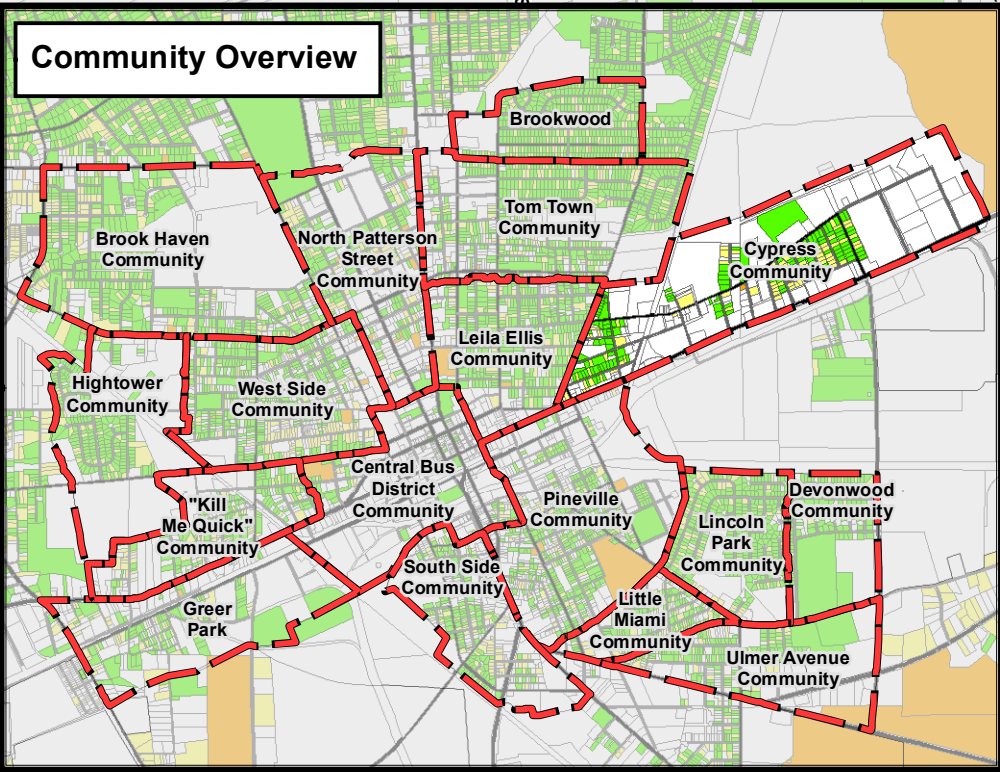 Community Overview
Brookwood
Tom Town
Community
Brook Haven
Community
North Patterson
Street
Community
Cypress
Community
Leila Ellis
Community
Hightower
Community
West Side
Community
Central Bus
District
Community
"Kill
Me Quick"
Community
Pineville
Community
Devonwood
Community
Lincoln
Park
Community
South Side
Community
Greer
Park
Little
Miami
Community
Ulmer Avenue
Community